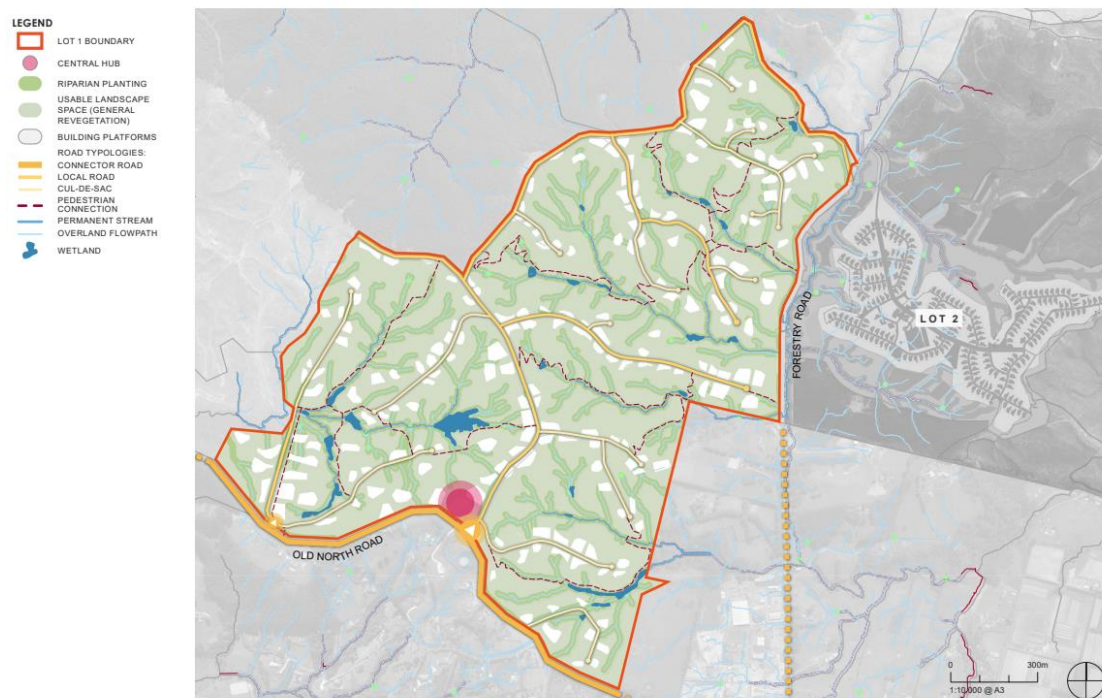 LEGEND
LOT 1 BOUNDARY
CENTRAL HUB
RIPARIAN PLANTING
USABLE LANDSCAPE
SPACE (GENERAL
REVEGETATION)
BUILDING PLATFORMS
ROAD TYPOLOGIES:
CONNECTOR ROAD
LOCAL ROAD
CUL-DE-SAC
PEDESTRIAN
CONNECTION
PERMANENT STREAM
OVERLAND FLOWPATH
WETLAND
FORESTRY ROAD
LOT 2
OLD NORTH ROAD
0 300m
1:10,000 @ A3